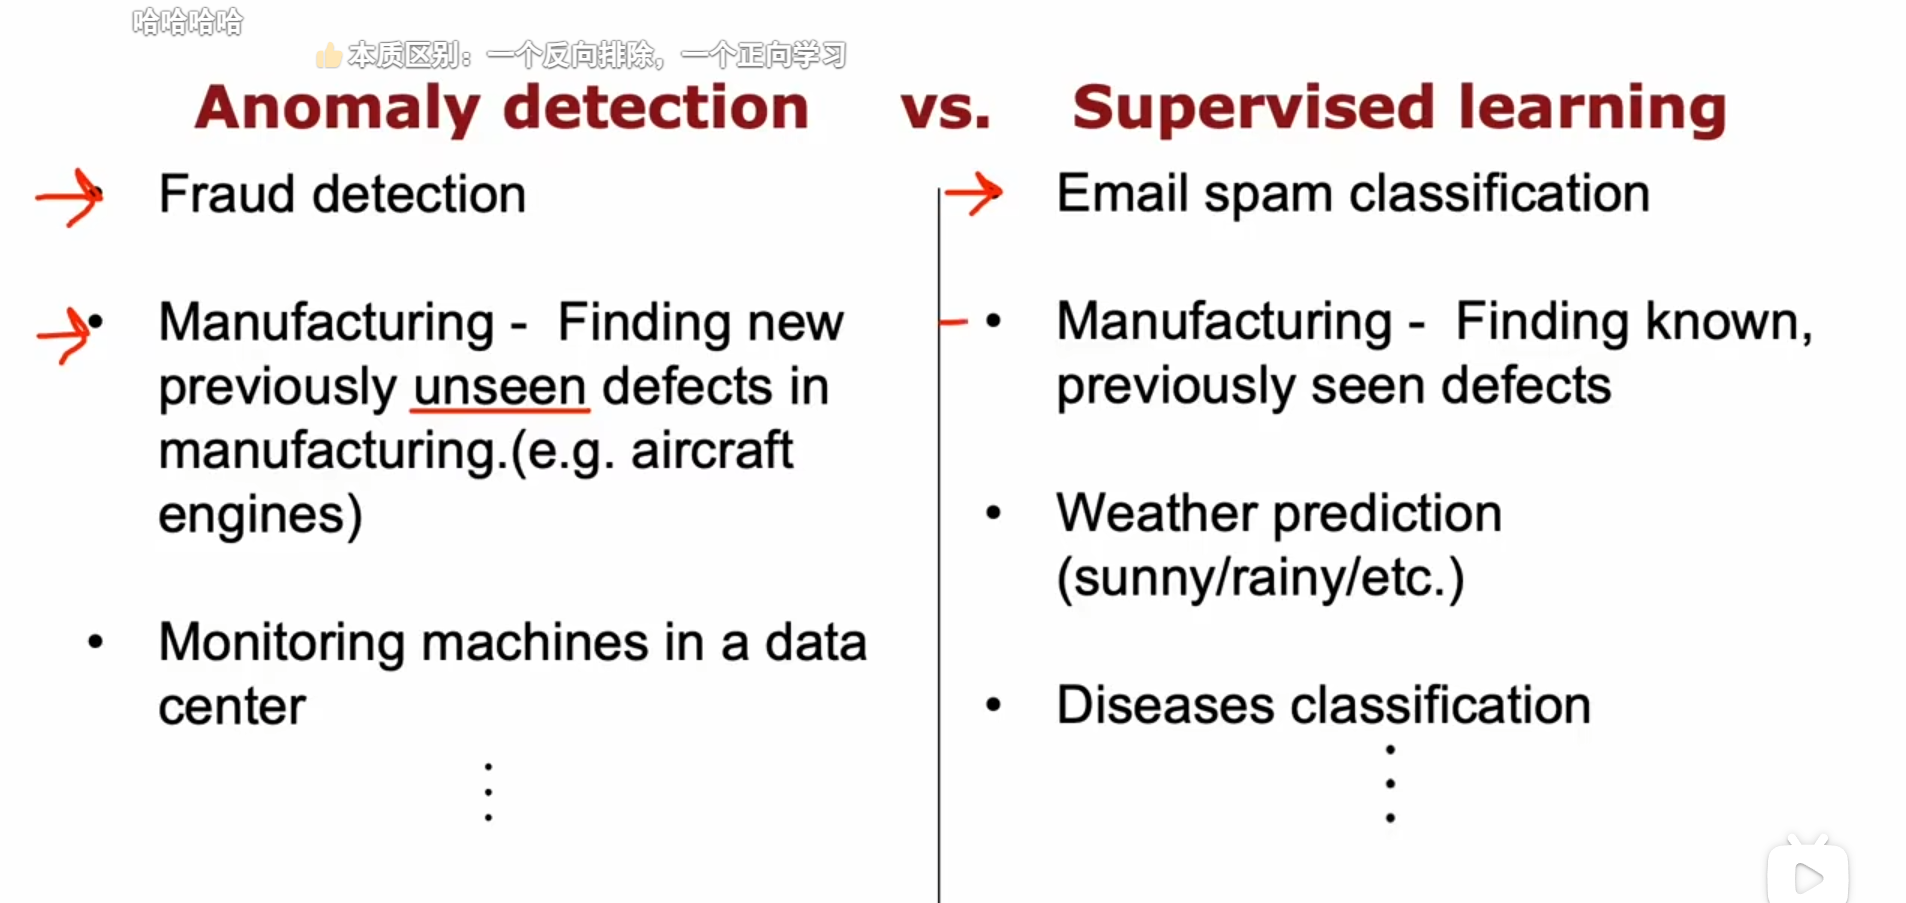 哈哈哈哈
👍本质区别：一个反向排除，一个正向学习
Anomaly detection vs. Supervised learning
• Fraud detection
• Manufacturing - Finding new
previously unseen defects in
manufacturing.(e.g. aircraft
engines)
• Monitoring machines in a data
center
• Email spam classification
• Manufacturing - Finding known,
previously seen defects
• Weather prediction
(sunny/rainy/etc.)
• Diseases classification